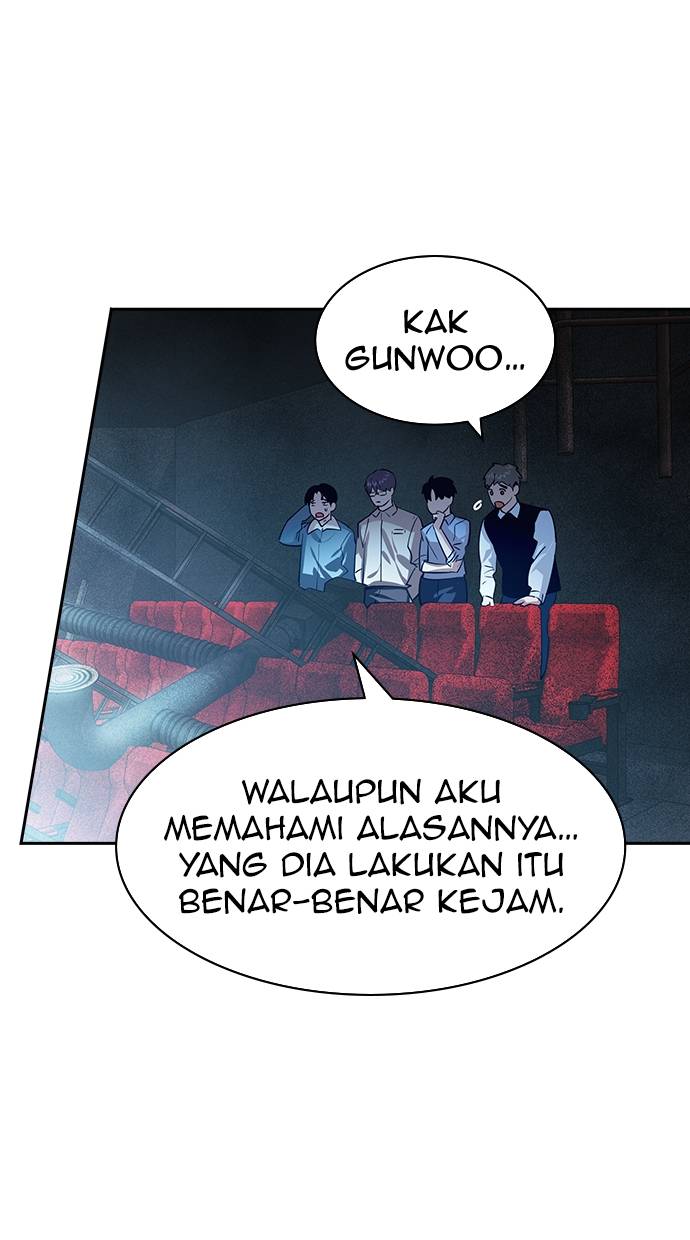 KAK
GUNWOO...
WALAUPUN AKU
MEMAHAMI ALASANNYA...
YANG DIA LAKUKAN ITU
BENAR-BENAR KEJAM.